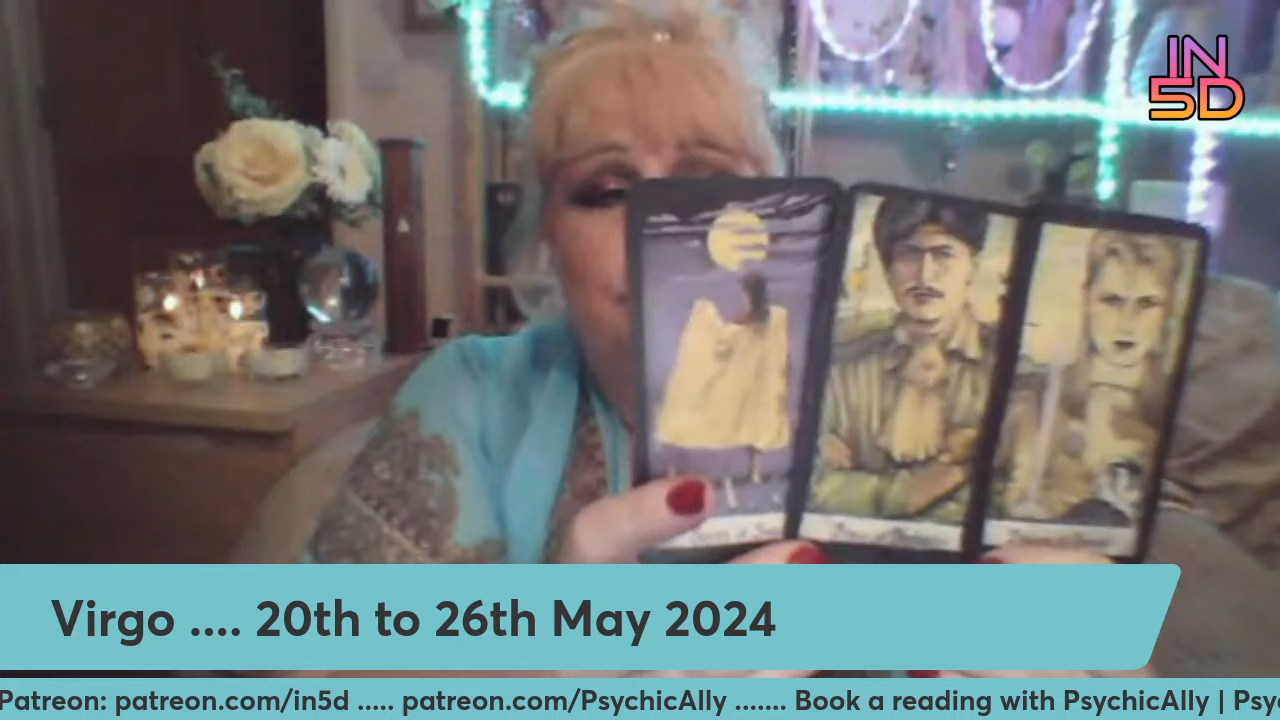 IN
5D
Virgo .... 20th to 26th May 2024
Patreon: patreon.com/in5d ..... patreon.com/PsychicAlly ....... Book a reading with PsychicAlly | Psy